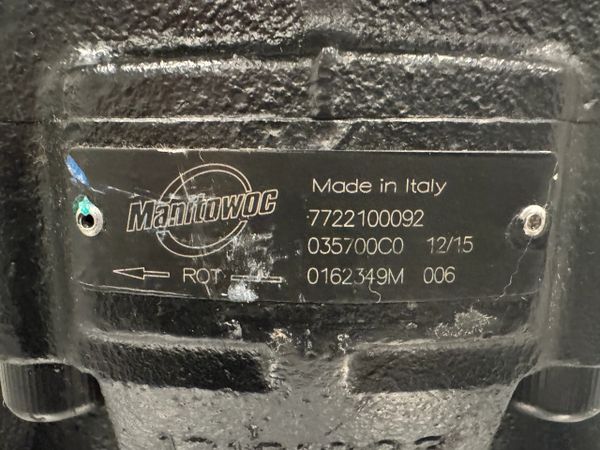 Manitowoc
Made in Italy
7722100092
035700C0 12/15
ROT
0162349M 006